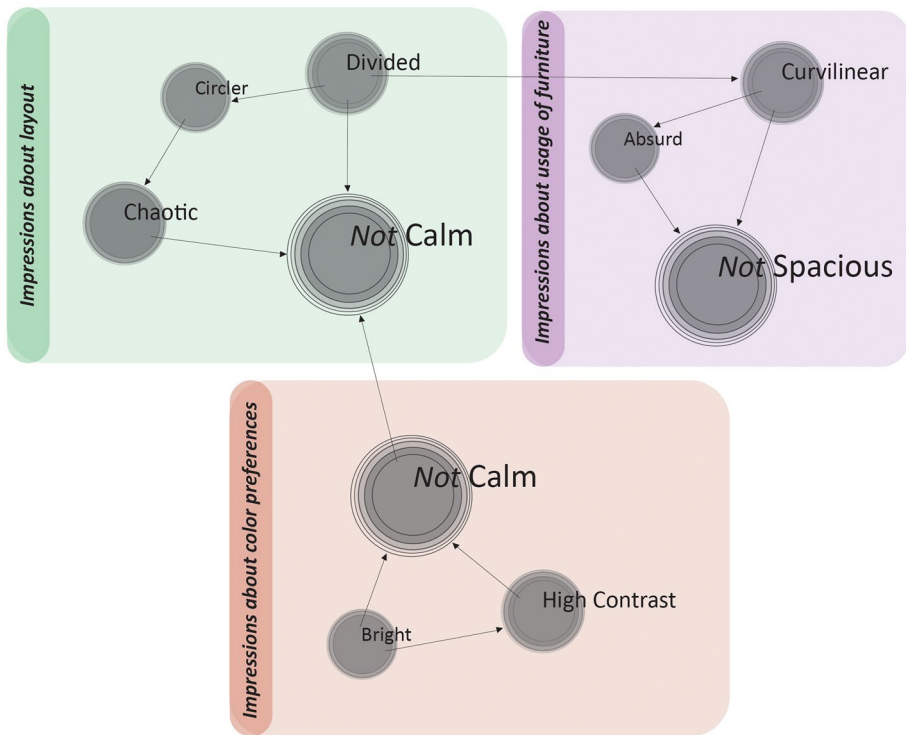 Impressions about layout
Divided
Circler
Chaotic
Not Calm
Impressions about usage of furniture
Curvilinear
Absurd
Not Spacious
Impressions about color preferences
Not Calm
High Contrast
Bright